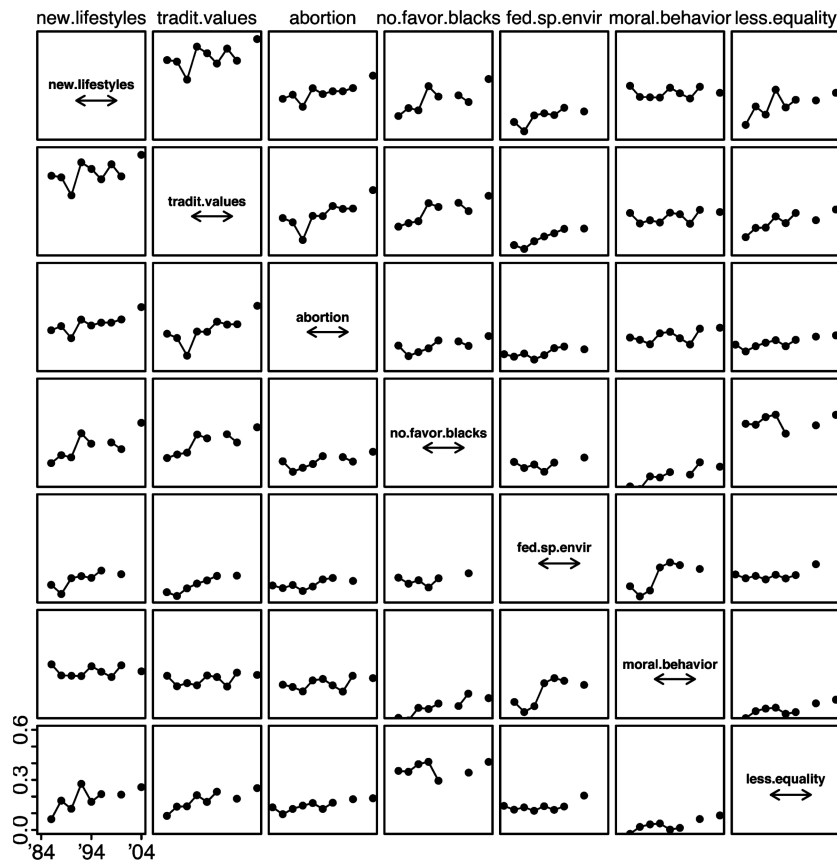 new.lifestyles tradit.values abortion no.favor.blacks fed.sp.envir moral.behavior less.equality
new.lifestyles
tradit.values
abortion
no.favor.blacks
fed.sp.envir
moral.behavior
less.equality
0.6
0.3
0.0
'84 '94 '04